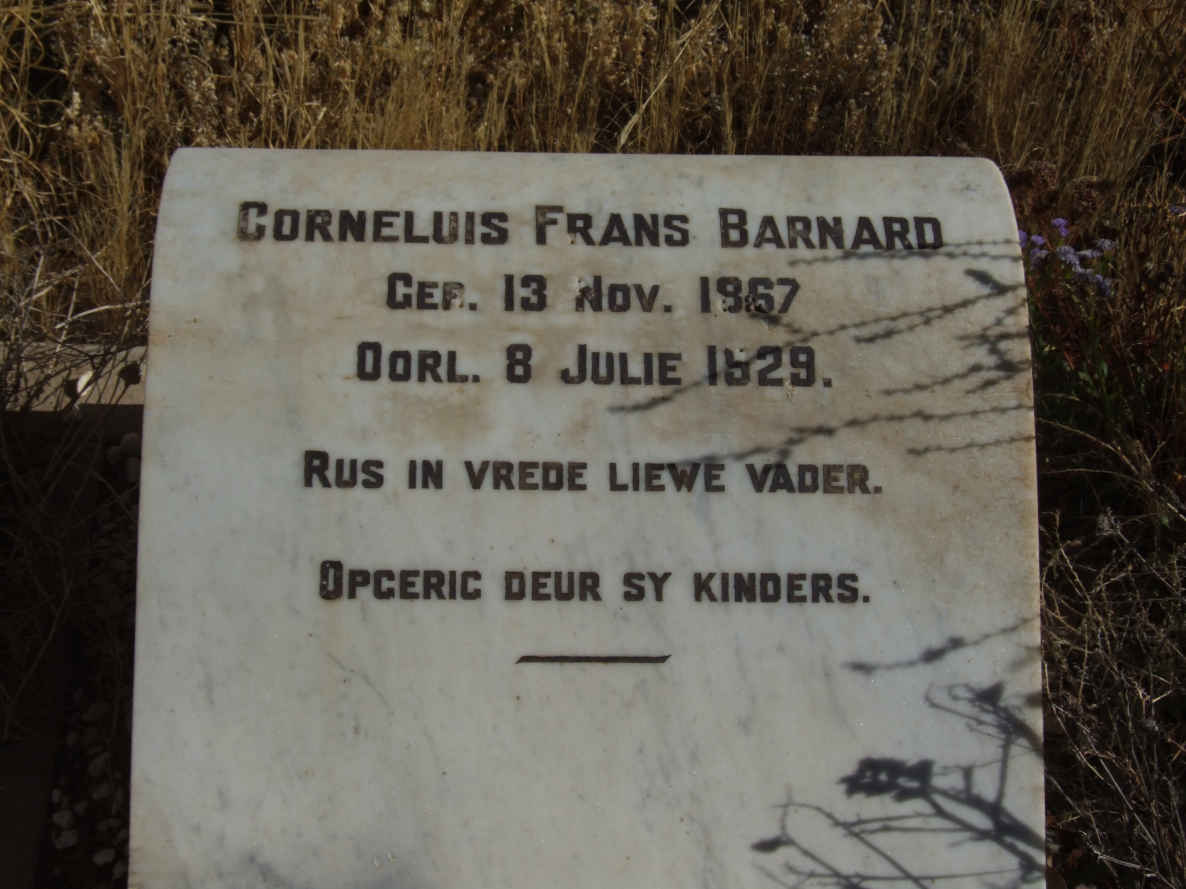 CORNELUIS FRANS BARNARD
GEB. 13 NOV. 1867
OORL. 8 JULIE 1929.
RUS IN VREDE LIEWE VADER.
OPGERIG DEUR SY KINDERS.